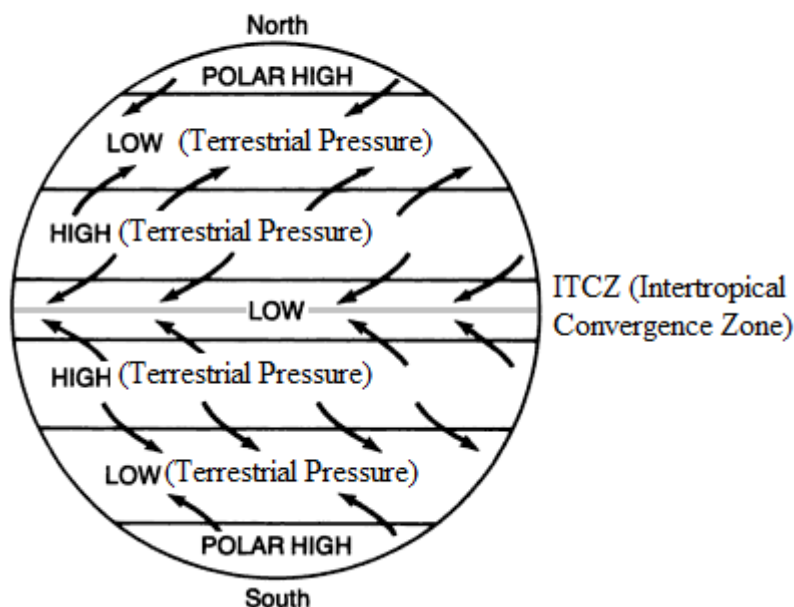 North
POLAR HIGH
LOW (Terrestrial Pressure)
HIGH (Terrestrial Pressure)
LOW
ITCZ (Intertropical
Convergence Zone)
HIGH (Terrestrial Pressure)
LOW (Terrestrial Pressure)
POLAR HIGH
South